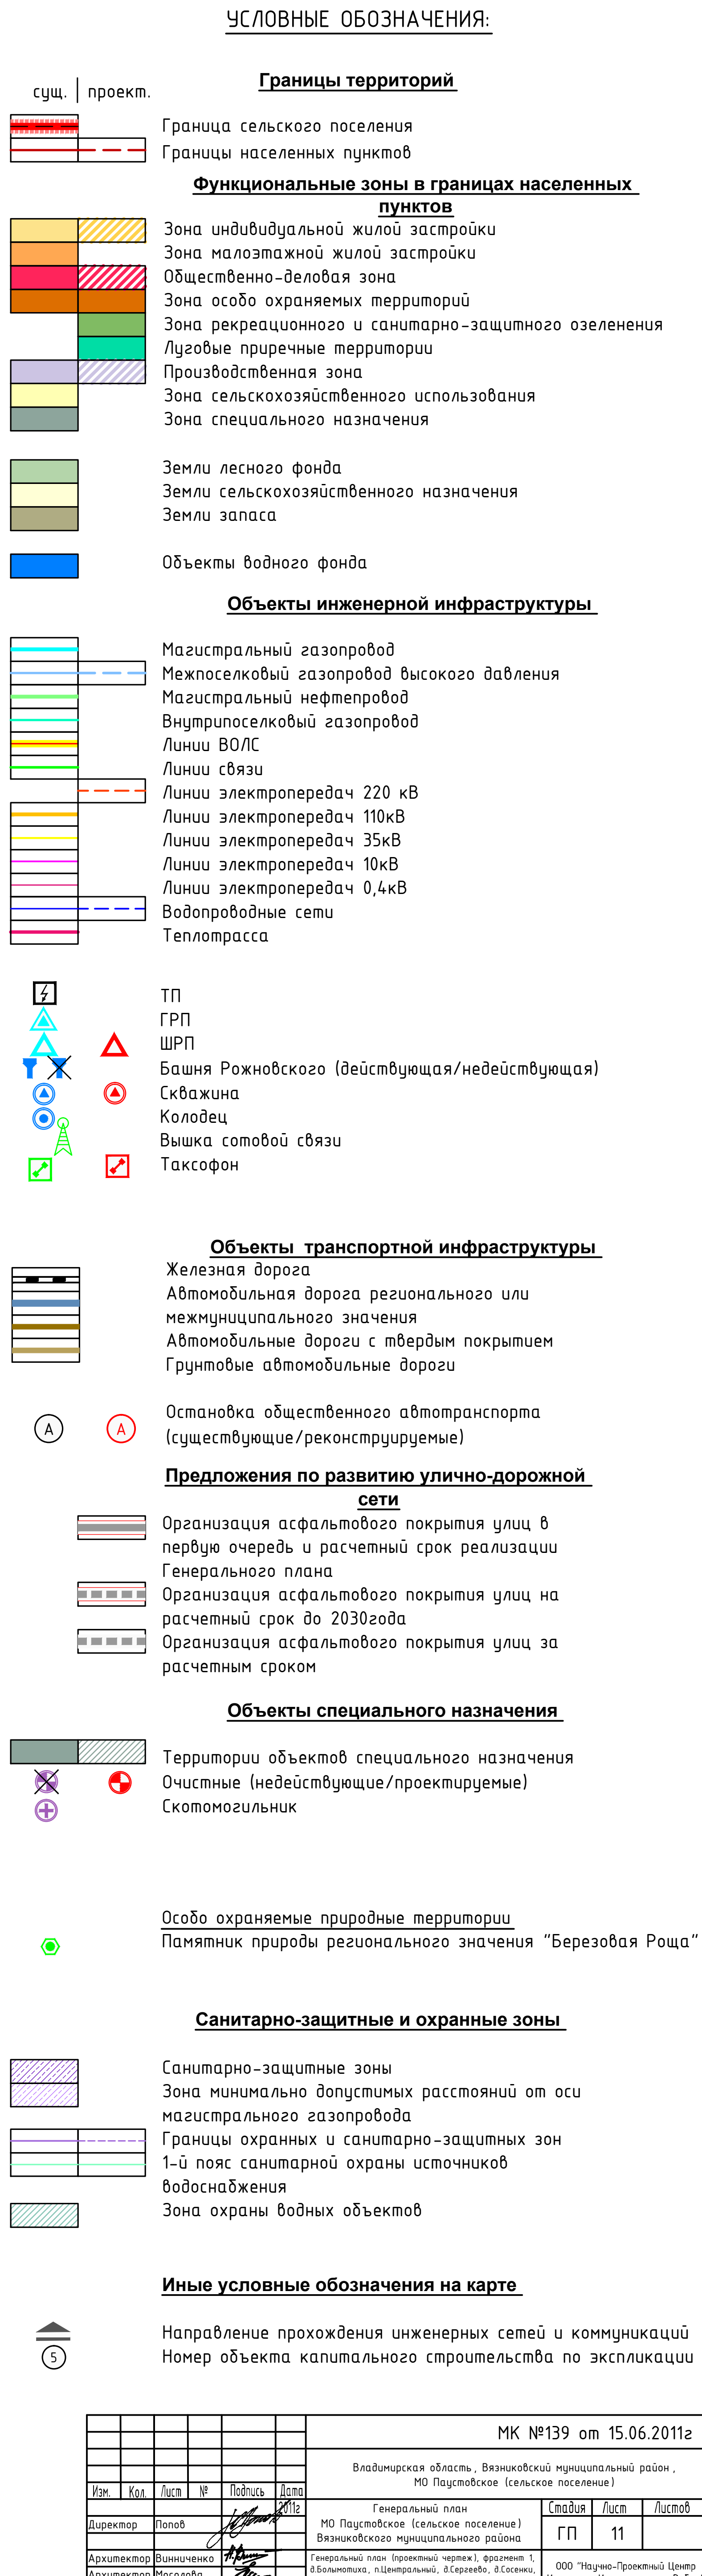 УСЛОВНЫЕ ОБОЗНАЧЕНИЯ:
сущ. проект.
Границы территорий
Граница сельского поселения
Границы населенных пунктов
Функциональные зоны в границах населенных
пунктов
Зона индивидуальной жилой застройки
Зона малоэтажной жилой застройки
Общественно-деловая зона
Зона особо охраняемых территорий
Зона рекреационного и санитарно-защитного озеленения
Луговые приречные территории
Производственная зона
Зона сельскохозяйственного использования
Зона специального назначения
Земли лесного фонда
Земли сельскохозяйственного назначения
Земли запаса
Объекты водного фонда
Объекты инженерной инфраструктуры
Магистральный газопровод
Межпоселковый газопровод высокого давления
Магистральный нефтепровод
Внутрипоселковый газопровод
Линии ВОЛС
Линии связи
Линии электропередач 220 кВ
Линии электропередач 110кВ
Линии электропередач 35кВ
Линии электропередач 10кВ
Линии электропередач 0,4кВ
Водопроводные сети
Теплотрасса
ТП
ГРП
ШРП
Башня Рожновского (действующая/недействующая)
Скважина
Колодец
Вышка сотовой связи
Таксофон
Объекты транспортной инфраструктуры
Железная дорога
Автомобильная дорога регионального или
межмуниципального значения
Автомобильные дороги с твердым покрытием
Грунтовые автомобильные дороги
А А
Остановка общественного автотранспорта
(существующие/реконструируемые)
Предложения по развитию улично-дорожной
сети
Организация асфальтового покрытия улиц в
первую очередь и расчетный срок реализации
Генерального плана
Организация асфальтового покрытия улиц на
расчетный срок до 2030года
Организация асфальтового покрытия улиц за
расчетным сроком
Объекты специального назначения
Территории объектов специального назначения
Очистные (недействующие/проектируемые)
Скотомогильник
Особо охраняемые природные территории
Памятник природы регионального значения "Березовая Роща"
Санитарно-защитные и охранные зоны
Санитарно-защитные зоны
Зона минимально допустимых расстояний от оси
магистрального газопровода
Границы охранных и санитарно-защитных зон
1-й пояс санитарной охраны источников
водоснабжения
Зона охраны водных объектов
Иные условные обозначения на карте
Направление прохождения инженерных сетей и коммуникаций
5 Номер объекта капитального строительства по экспликации
МК №139 от 15.06.2011г
Владимирская область, Вязниковский муниципальный район,
МО Паустовское (сельское поселение)
Изм. Кол. Лист № Подпись Дата
2011г
Директор Попов
Генеральный план
МО Паустовское (сельское поселение)
Вязниковского муниципального района
Стадия Лист Листов
ГП 11
Архитектор Винниченко
Генеральный план (проектный чертеж), фрагмент 1,
д.Болымотиха, п.Центральный, д.Сергеево, д.Сосенки,
ООО "Научно-Проектный Центр